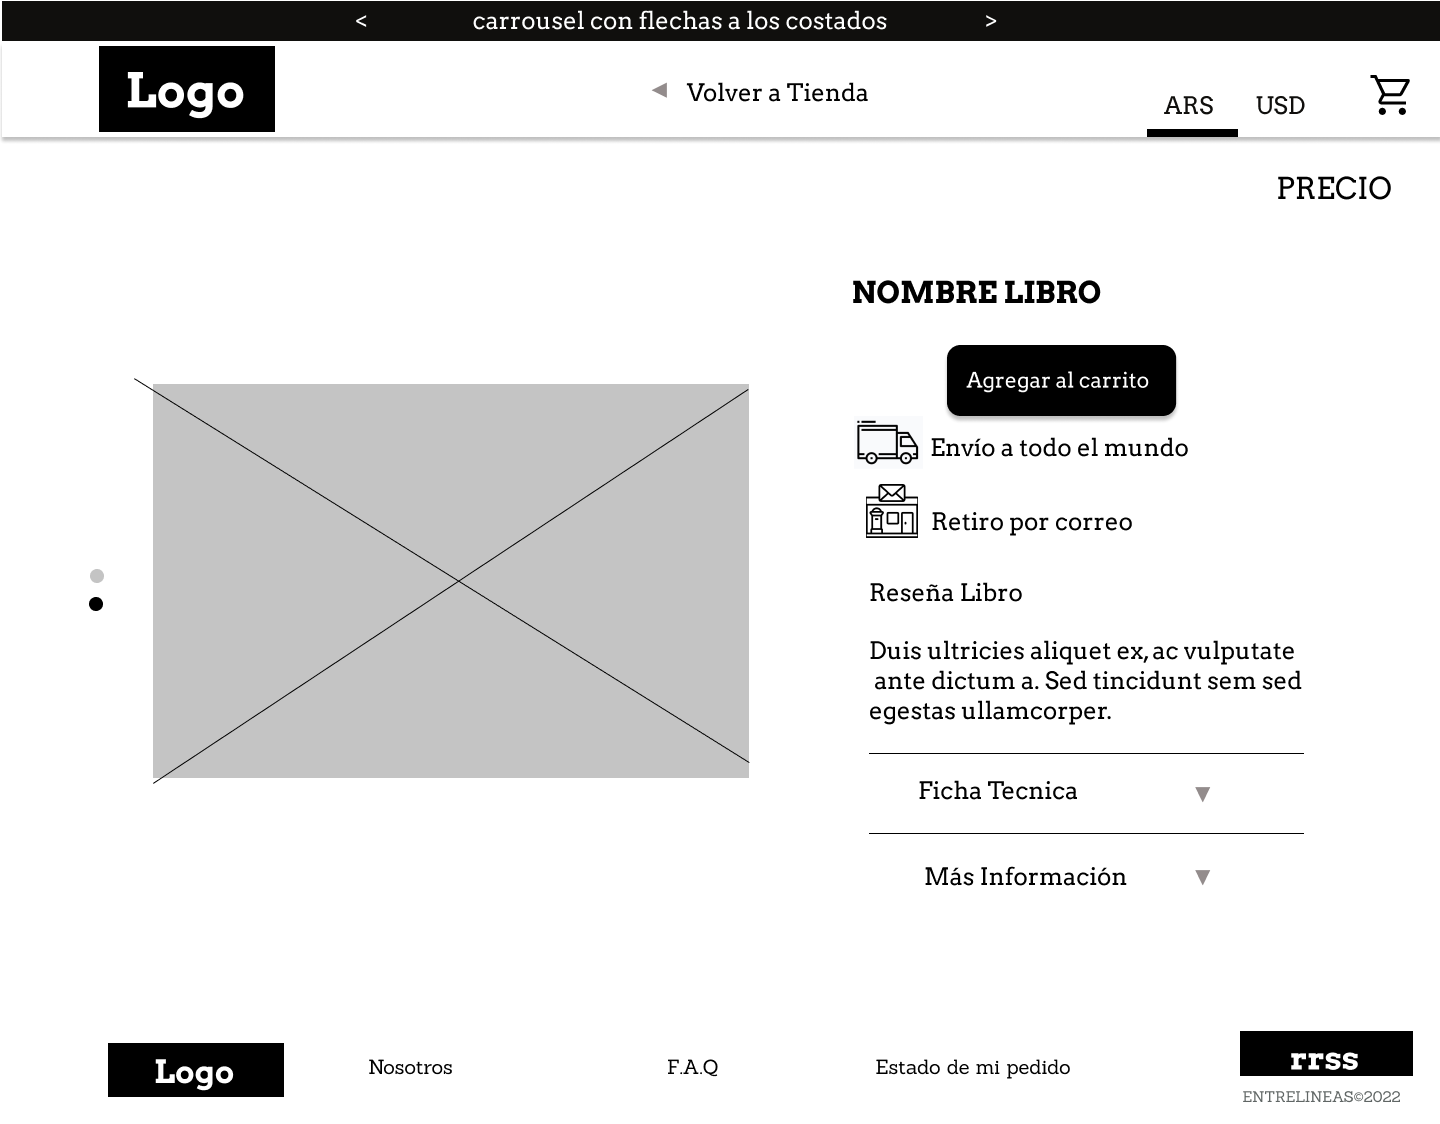 < carrousel con flechas a los costados >
Logo
Volver a Tienda
ARS USD
PRECIO
NOMBRE LIBRO
Agregar al carrito
Envío a todo el mundo
Retiro por correo
Reseña Libro
Duis ultricies aliquet ex, ac vulputate
ante dictum a. Sed tincidunt sem sed
egestas ullamcorper.
Ficha Tecnica
Más Información
Logo
Nosotros
F.A.Q
Estado de mi pedido
rrss
ENTRELINEAS©2022